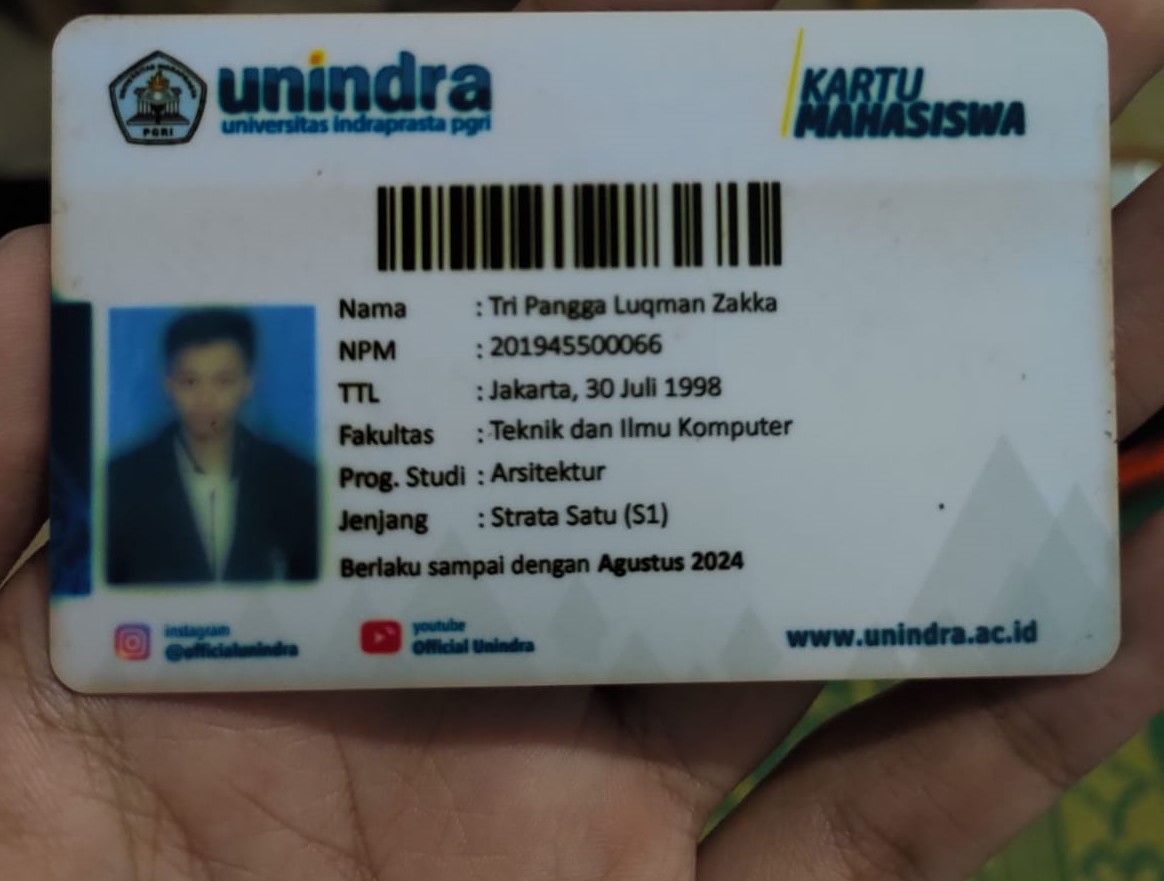 unindra
universitas indraprasta pgri
PGRI
KARTU
MAHASISWA
Nama : Tri Pangga Luqman Zakka
NPM : 201945500066
TTL : Jakarta, 30 Juli 1998
Fakultas : Teknik dan Ilmu Komputer
Prog. Studi : Arsitektur
Jenjang : Strata Satu (S1)
Berlaku sampai dengan Agustus 2024
instagram
@officialunindra
youtube
Official Unindra
www.unindra.ac.id